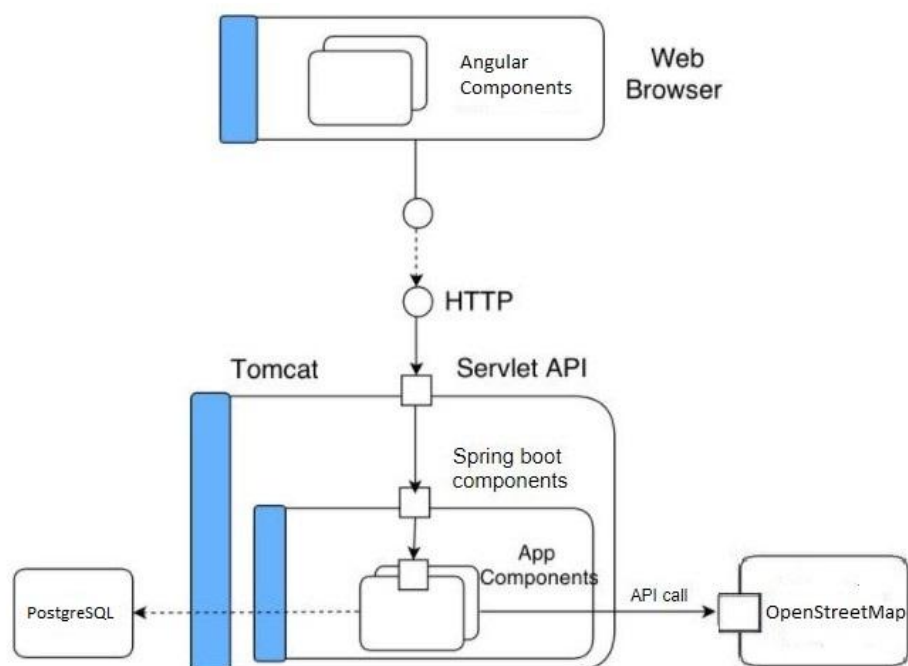 Angular
Components
Web
Browser
HTTP
Tomcat
Servlet API
Spring boot
components
App
Components
PostgreSQL
API call
OpenStreetMap